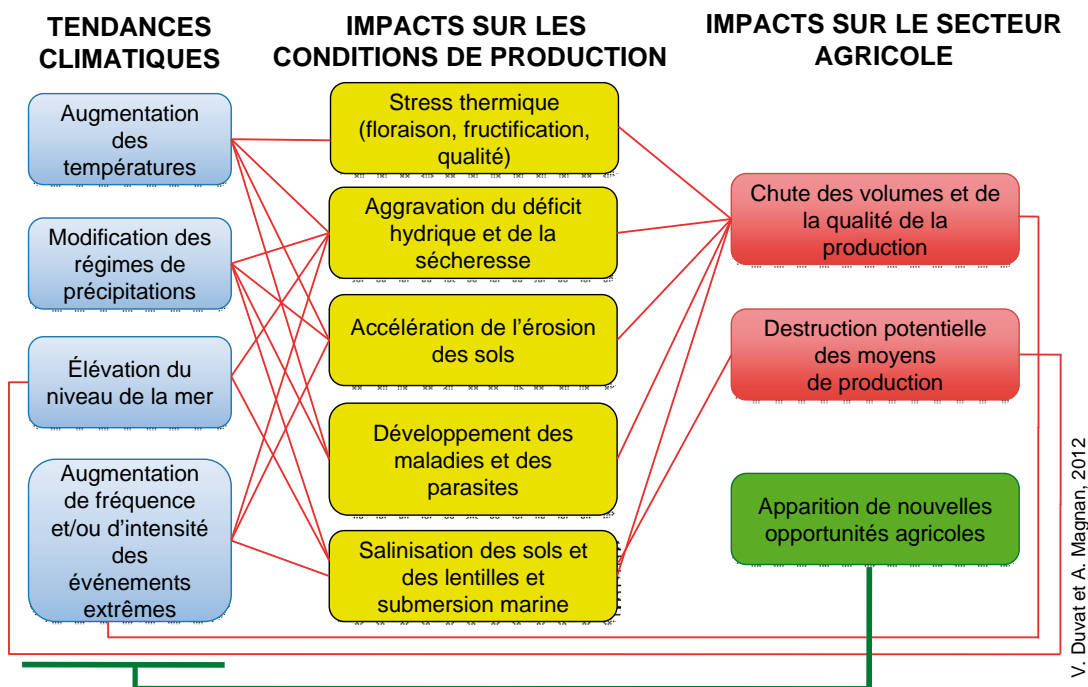 TENDANCES
CLIMATIQUES
IMPACTS SUR LES
CONDITIONS DE PRODUCTION
IMPACTS SUR LE SECTEUR
AGRICOLE
Augmentation
des
températures
Modification des
régimes de
précipitations
Élévation du
niveau de la mer
Augmentation
de fréquence
et/ou d’intensité
des
événements
extrêmes
Stress thermique
(floraison, fructification,
qualité)
Aggravation du déficit
hydrique et de la
sécheresse
Accélération de l’érosion
des sols
Développement des
maladies et des
parasites
Salinisation des sols et
des lentilles et
submersion marine
Chute des volumes et de
la qualité de la
production
Destruction potentielle
des moyens
de production
Apparition de nouvelles
opportunités agricoles
V. Duvat et A. Magnan, 2012